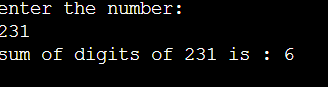 enter the number:
231
sum of digits of 231 is : 6